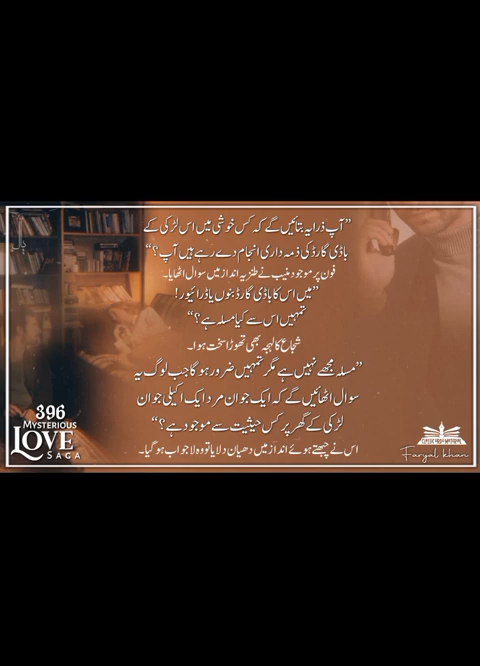 ”آپ ذرا یہ بتائیں گے کہ کس خوشی میں اس لڑکی کے
باڈی گارڈ کی ذمہ داری انجام دے رہے ہیں آپ؟“
فون پر موجود منیب نے طنزیہ انداز میں سوال اٹھایا۔
”میں اس کا باڈی گارڈ بنوں یا ڈرائیور!
تمہیں اس سے کیا مسلہ ہے؟“
شجاع کا لہجہ بھی تھوڑا سخت ہوا۔
”مسلہ مجھے نہیں ہے مگر تمہیں ضرور ہو گا جب لوگ یہ
سوال اٹھائیں گے کہ ایک جوان مرد ایک اکیلی جوان
لڑکی کے گھر پر کس حیثیت سے موجود ہے؟“
اس نے چبھتے ہوئے انداز میں دھیان دلایا تو وہ لاجواب ہو گیا۔
396
MYSTERIOUS
LOVE
SAGA
Faryal khan